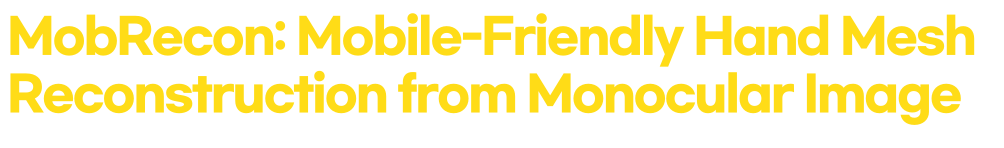 MobRecon: Mobile-Friendly Hand Mesh
Reconstruction from Monocular Image